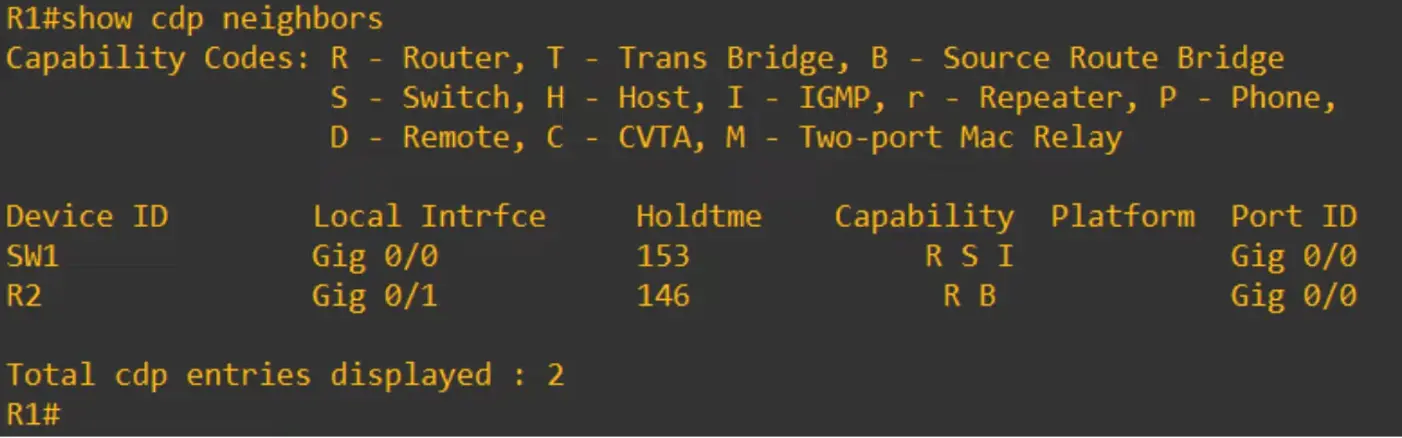 R1#show cdp neighbors
Capability Codes: R - Router, T - Trans Bridge, B - Source Route Bridge
S - Switch, H - Host, I - IGMP, r - Repeater, P - Phone,
D - Remote, C - CVTA, M - Two-port Mac Relay
Device ID Local Intrfce Holdtme Capability Platform Port ID
SW1 Gig 0/0 153 R S I Gig 0/0
R2 Gig 0/1 146 R B Gig 0/0
Total cdp entries displayed : 2
R1#